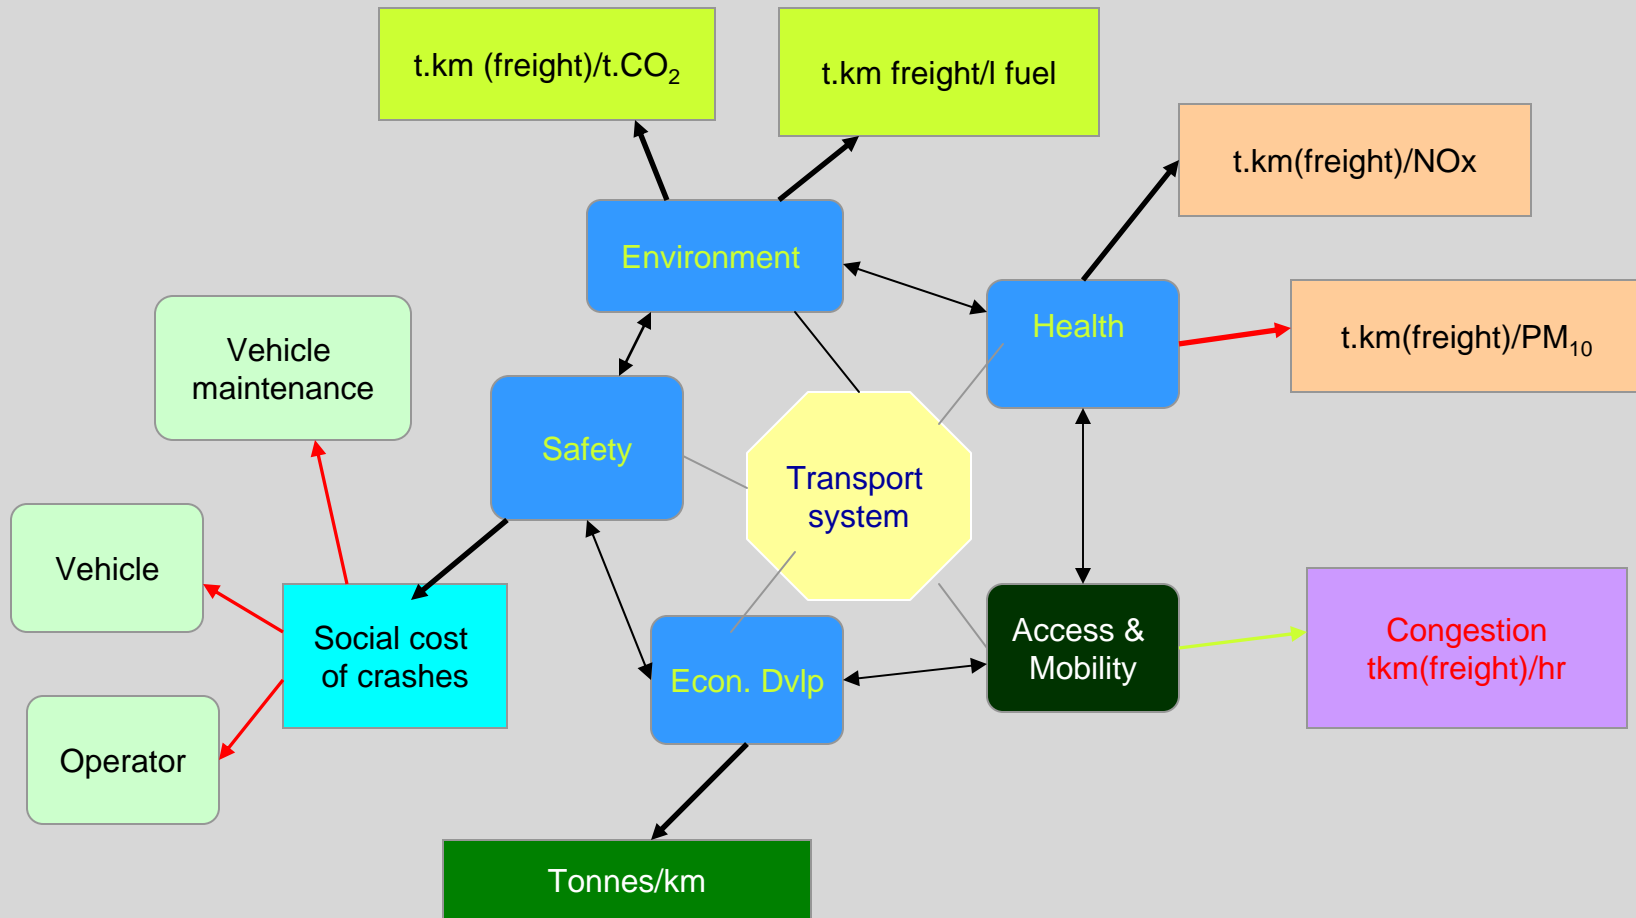 t.km (freight)/t.CO₂
t.km freight/l fuel
t.km(freight)/NOx
Environment
Health
t.km(freight)/PM₁₀
Vehicle
maintenance
Safety
Transport
system
Vehicle
Social cost
of crashes
Econ. Dvlp
Access &
Mobility
Congestion
tkm(freight)/hr
Operator
Tonnes/km